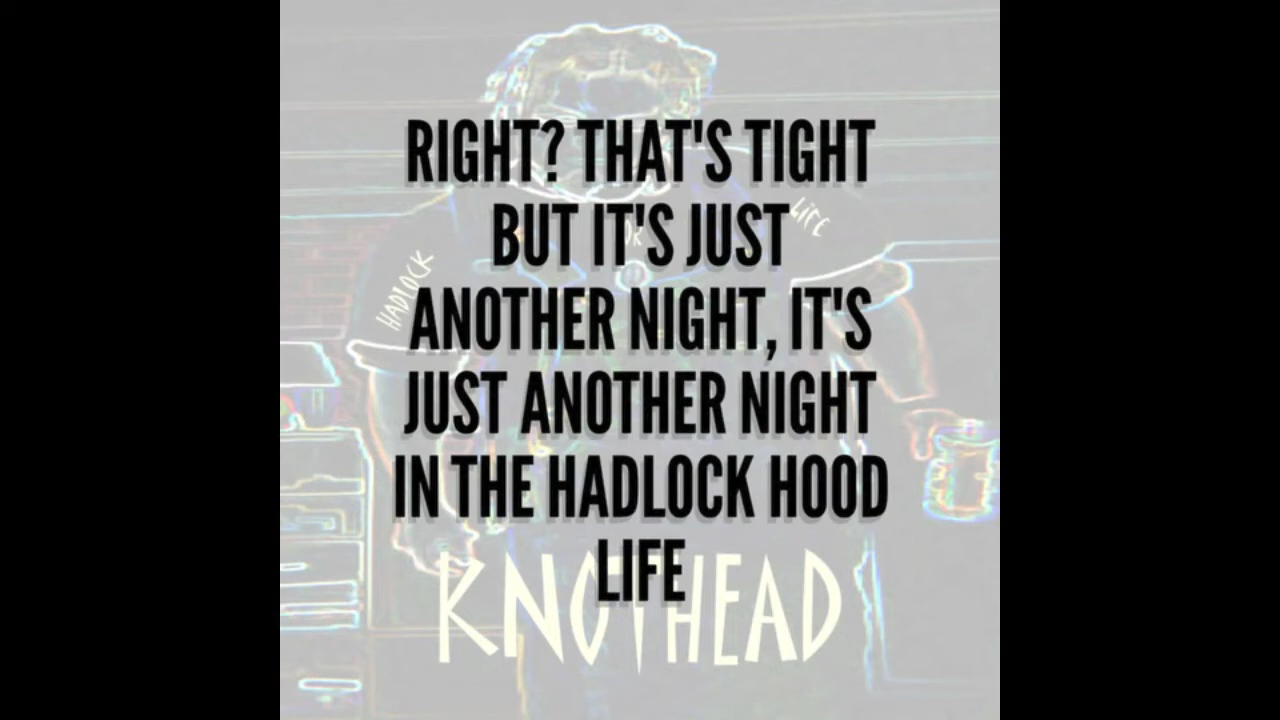 RIGHT? THAT'S TIGHT
BUT IT'S JUST
ANOTHER NIGHT, IT'S
JUST ANOTHER NIGHT
IN THE HADLOCK HOOD
LIFE
HADLOCK
OR
LIFE
KNOTHEAD